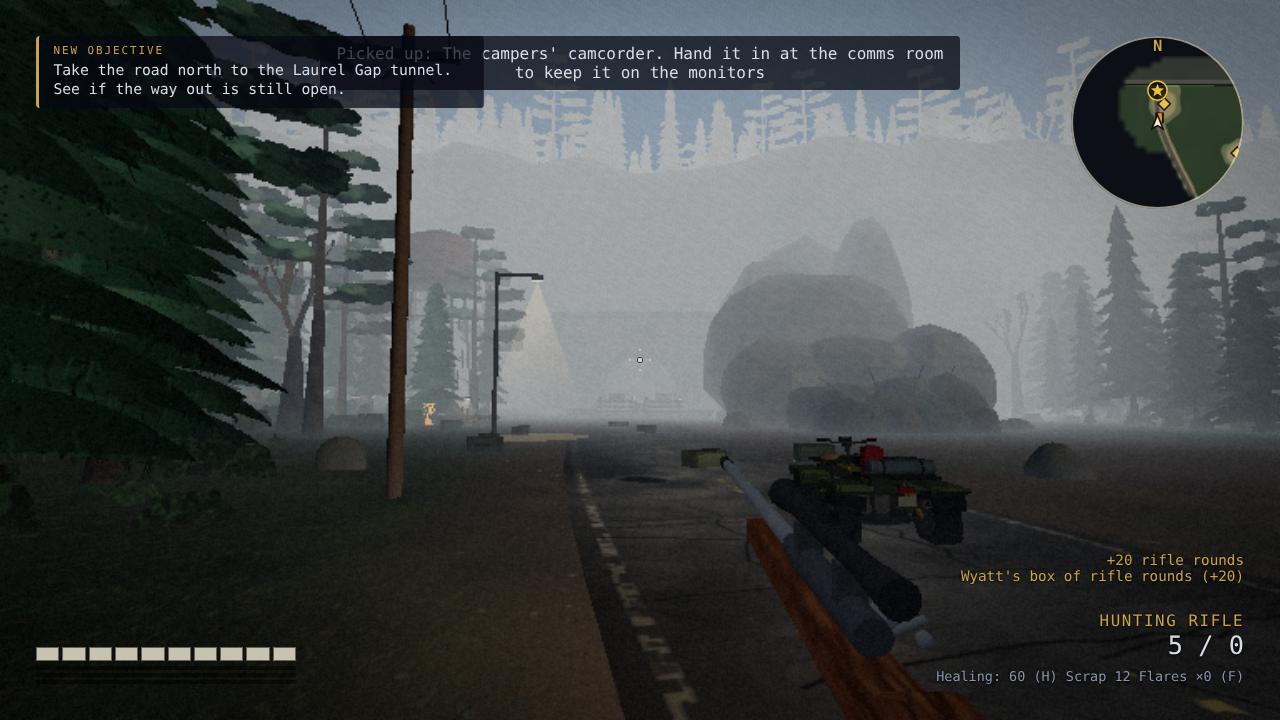 NEW OBJECTIVE
Take the road north to the Laurel Gap tunnel.
See if the way out is still open.
Picked up: The campers' camcorder. Hand it in at the comms room
to keep it on the monitors
N
+20 rifle rounds
Wyatt's box of rifle rounds (+20)
HUNTING RIFLE
5 / 0
Healing: 60 (H) Scrap 12 Flares ×0 (F)